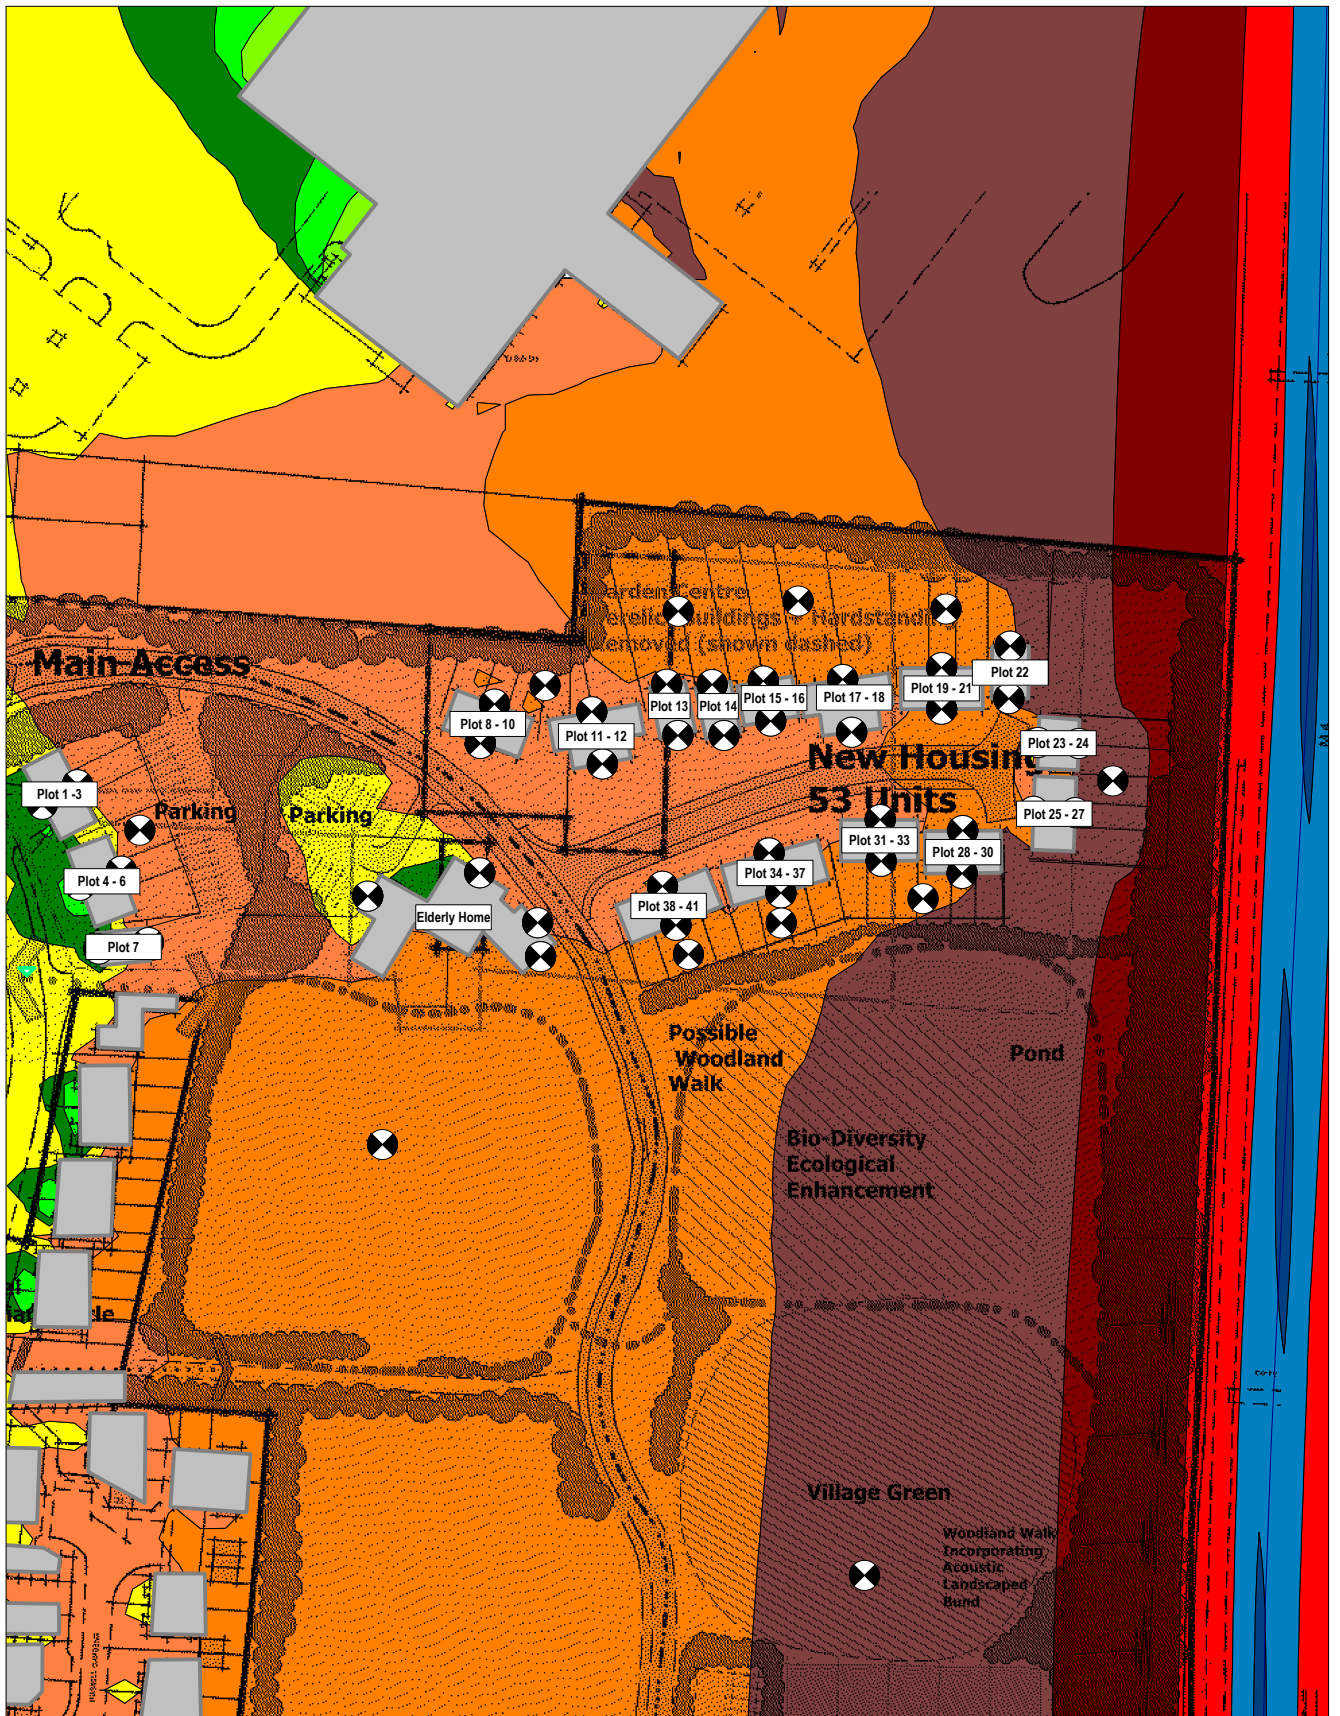 Removed (shown dashed)
Main Access
Plot 22
Plot 19 - 21
Plot 13
Plot 14
Plot 15 - 16
Plot 17 - 18
Plot 8 - 10
Plot 11 - 12
Plot 23 - 24
New Housing
53 Units
Plot 1 -3
Parking
Parking
Plot 25 - 27
Plot 31 - 33
Plot 28 - 30
Plot 34 - 37
Plot 4 - 6
Plot 38 - 41
Elderly Home
Plot 7
Possible
Woodland
Walk
Pond
Bio-Diversity
Ecological
Enhancement
Village Green
Woodland Walk
Incorporating
Acoustic
Landscaped
Bund